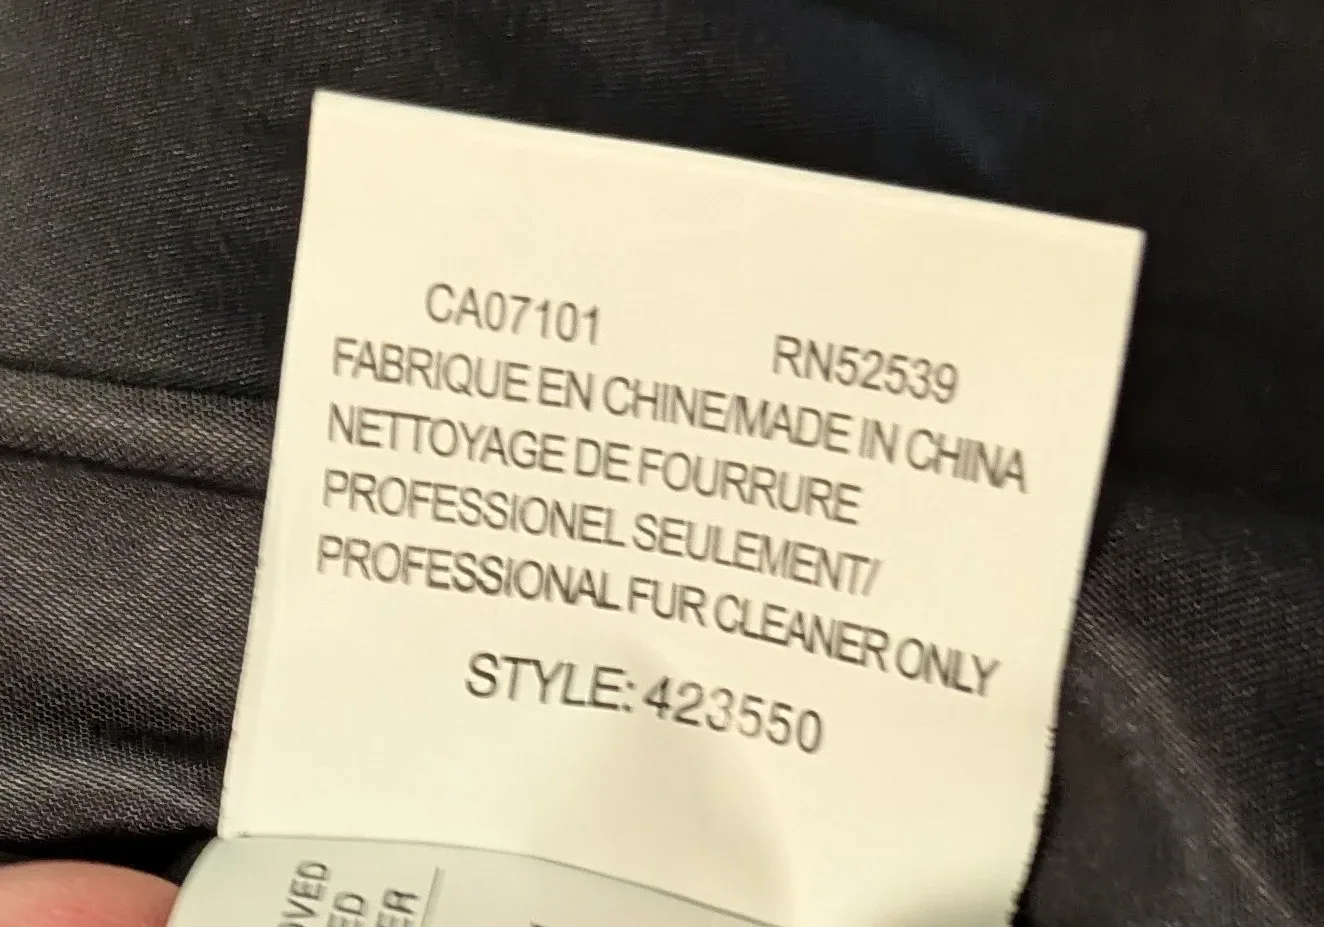 CA07101 RN52539
FABRIQUE EN CHINE/MADE IN CHINA
NETTOYAGE DE FOURRURE
PROFESSIONEL SEULEMENT/
PROFESSIONAL FUR CLEANER ONLY
STYLE: 423550